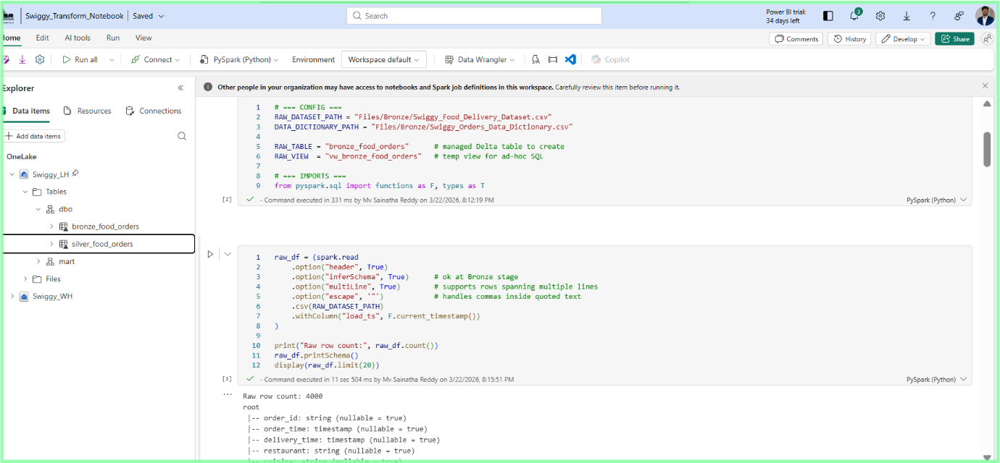 Swiggy_Transform_Notebook | Saved
Search
Power BI trial:
34 days left
3
Home Edit AI tools Run View
Comments History Develop Share
Run all Connect PySpark (Python) Environment Workspace default Data Wrangler Copilot
Explorer
Other people in your organization may have access to notebooks and Spark job definitions in this workspace. Carefully review this item before running it.
Data items Resources Connections
Add data items
OneLake
Swiggy_LH
Tables
dbo
bronze_food_orders
silver_food_orders
mart
Files
Swiggy_WH
1 # === CONFIG ===
2 RAW_DATASET_PATH = "Files/Bronze/Swiggy_Food_Delivery_Dataset.csv"
3 DATA_DICTIONARY_PATH = "Files/Bronze/Swiggy_Orders_Data_Dictionary.csv"
4
5 RAW_TABLE = "bronze_food_orders" # managed Delta table to create
6 RAW_VIEW = "vw_bronze_food_orders" # temp view for ad-hoc SQL
7
8 # === IMPORTS ===
9 from pyspark.sql import functions as F, types as T
[2] - Command executed in 331 ms by Mv Sainatha Reddy on 3/22/2026, 8:12:19 PM PySpark (Python)
1 raw_df = (spark.read
2 .option("header", True)
3 .option("inferSchema", True) # ok at Bronze stage
4 .option("multiLine", True) # supports rows spanning multiple lines
5 .option("escape", '"') # handles commas inside quoted text
6 .csv(RAW_DATASET_PATH)
7 .withColumn("load_ts", F.current_timestamp())
8 )
9
10 print("Raw row count:", raw_df.count())
11 raw_df.printSchema()
12 display(raw_df.limit(20))
[3] - Command executed in 11 sec 504 ms by Mv Sainatha Reddy on 3/22/2026, 8:15:51 PM PySpark (Python)
... Raw row count: 4000
root
|-- order_id: string (nullable = true)
|-- order_time: timestamp (nullable = true)
|-- delivery_time: timestamp (nullable = true)
|-- restaurant: string (nullable = true)
|-- cuisine: string (nullable = true)